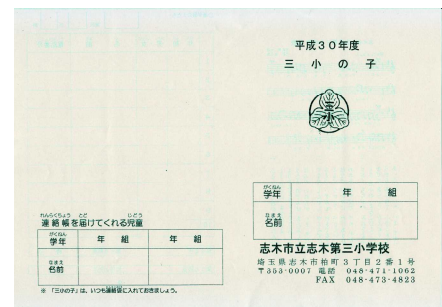 平成３０年度
三 小 の 子
がくねん
学年 年 組
なまえ
名前
志木市立志木第三小学校
埼玉県志木市柏町３丁目２番１号
〒353-0007 電話 048-471-1062
FAX 048-473-4823
れんらくちょう とど じどう
連絡帳を届けてくれる児童
がくねん
学年 年 組 年 組
なまえ
名前
※ 「三小の子」は、いつも連絡袋に入れておきましょう。